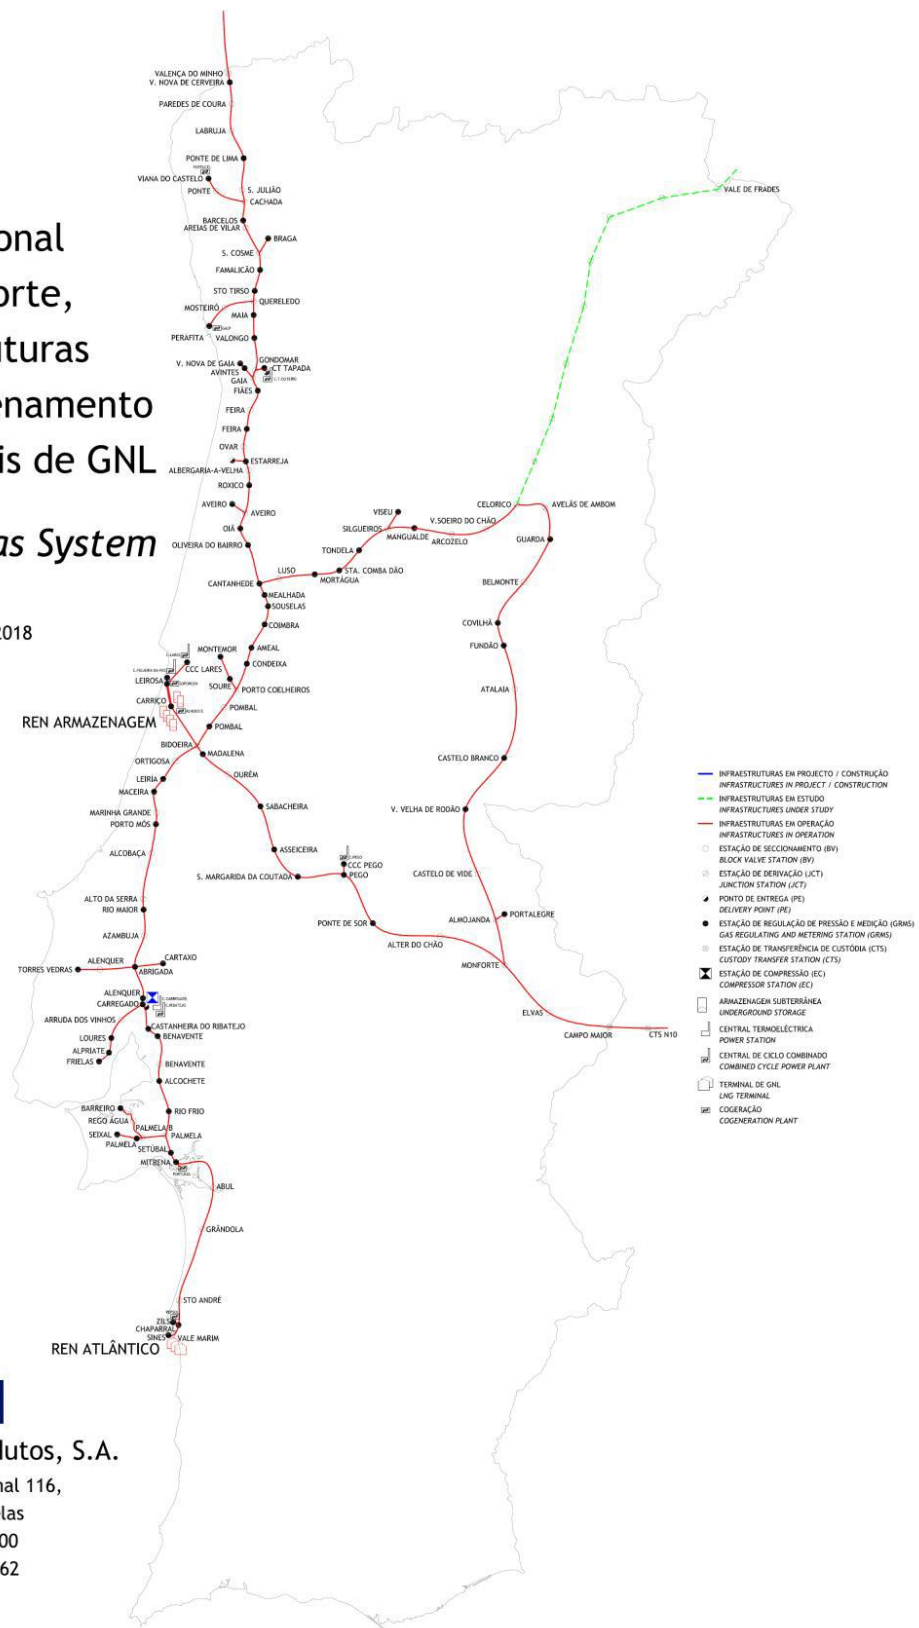 VALENÇA DO MINHO
V. NOVA DE CERVEIRA
PAREDES DE COURA
LABRUJA
PONTE DE LIMA
VIANA DO CASTELO
PONTE
S. JULIÃO
CACHADA
BARCELOS
AREIAS DE VILAR
BRAGA
S. COSME
FAMALICÃO
STO TIRSO
QUERELEDO
MOSTEIRÓ
MAIA
PERAFITA
VALONGO
GONDOMAR
V. NOVA DE GAIA
CT TAPADA
AVINTES
GAIA
FIÃES
FEIRA
FEIRA
OVAR
ESTARREJA
ALBERGARIA-A-VELHA
ROXICO
AVEIRO
AVEIRO
OIÃ
OLIVEIRA DO BAIRRO
VALE DE FRADES
onal
orte,
uturas
enamento
is de GNL
as System
2018
CELORICO
AVELÃS DE AMBOM
VISEU
V.SOEIRO DO CHÃO
SILGUEIROS
MANGUALDE
ARCOZELO
GUARDA
TONDELA
LUSO
STA. COMBA DÃO
MORTÁGUA
CANTANHEDE
BELMONTE
MEALHADA
SOUSELAS
COIMBRA
COVILHÃ
FUNDÃO
MONTEMOR
AMEAL
CCC LARES
CONDEIXA
LEIROSA
SOURE
PORTO COELHEIROS
ATALAIA
CARRIÇO
POMBAL
REN ARMAZENAGEM
POMBAL
BIDOEIRA
MADALENA
ORTIGOSA
OURÉM
CASTELO BRANCO
LEIRIA
MACEIRA
SABACHEIRA
V. VELHA DE RODÃO
MARINHA GRANDE
PORTO MÓS
ALCOBAÇA
ASSEICEIRA
CCC PEGO
S. MARGARIDA DA COUTADA
PEGO
CASTELO DE VIDE
ALTO DA SERRA
RIO MAIOR
PONTE DE SOR
ALMOJANDA
PORTALEGRE
AZAMBUJA
ALTER DO CHÃO
ALENQUER
CARTAXO
TORRES VEDRAS
ABRIGADA
MONFORTE
ALENQUER
CARREGADO
ARRUDA DOS VINHOS
ELVAS
CASTANHEIRA DO RIBATEJO
CAMPO MAIOR
CTS N10
LOURES
BENAVENTE
ALPRIATE
FRIELAS
BENAVENTE
ALCOCHETE
BARREIRO
RIO FRIO
REGO ÁGUA
SEIXAL
PALMELA B
PALMELA
PALMELA
SETÚBAL
MITRENA
ABUL
GRÂNDOLA
STO ANDRÉ
ZILS
CHAPARRAL
SINES
VALE MARIM
REN ATLÂNTICO
INFRAESTRUTURAS EM PROJECTO / CONSTRUÇÃO
INFRASTRUCTURES IN PROJECT / CONSTRUCTION
INFRAESTRUTURAS EM ESTUDO
INFRASTRUCTURES UNDER STUDY
INFRAESTRUTURAS EM OPERAÇÃO
INFRASTRUCTURES IN OPERATION
ESTAÇÃO DE SECCIONAMENTO (BV)
BLOCK VALVE STATION (BV)
ESTAÇÃO DE DERIVAÇÃO (JCT)
JUNCTION STATION (JCT)
PONTO DE ENTREGA (PE)
DELIVERY POINT (PE)
ESTAÇÃO DE REGULAÇÃO DE PRESSÃO E MEDIÇÃO (GRMS)
GAS REGULATING AND METERING STATION (GRMS)
ESTAÇÃO DE TRANSFERÊNCIA DE CUSTÓDIA (CTS)
CUSTODY TRANSFER STATION (CTS)
ESTAÇÃO DE COMPRESSÃO (EC)
COMPRESSOR STATION (EC)
ARMAZENAGEM SUBTERRÂNEA
UNDERGROUND STORAGE
CENTRAL TERMOELÉCTRICA
POWER STATION
CENTRAL DE CICLO COMBINADO
COMBINED CYCLE POWER PLANT
TERMINAL DE GNL
LNG TERMINAL
COGERAÇÃO
COGENERATION PLANT
dutos, S.A.
nal 116,
elas
00
62